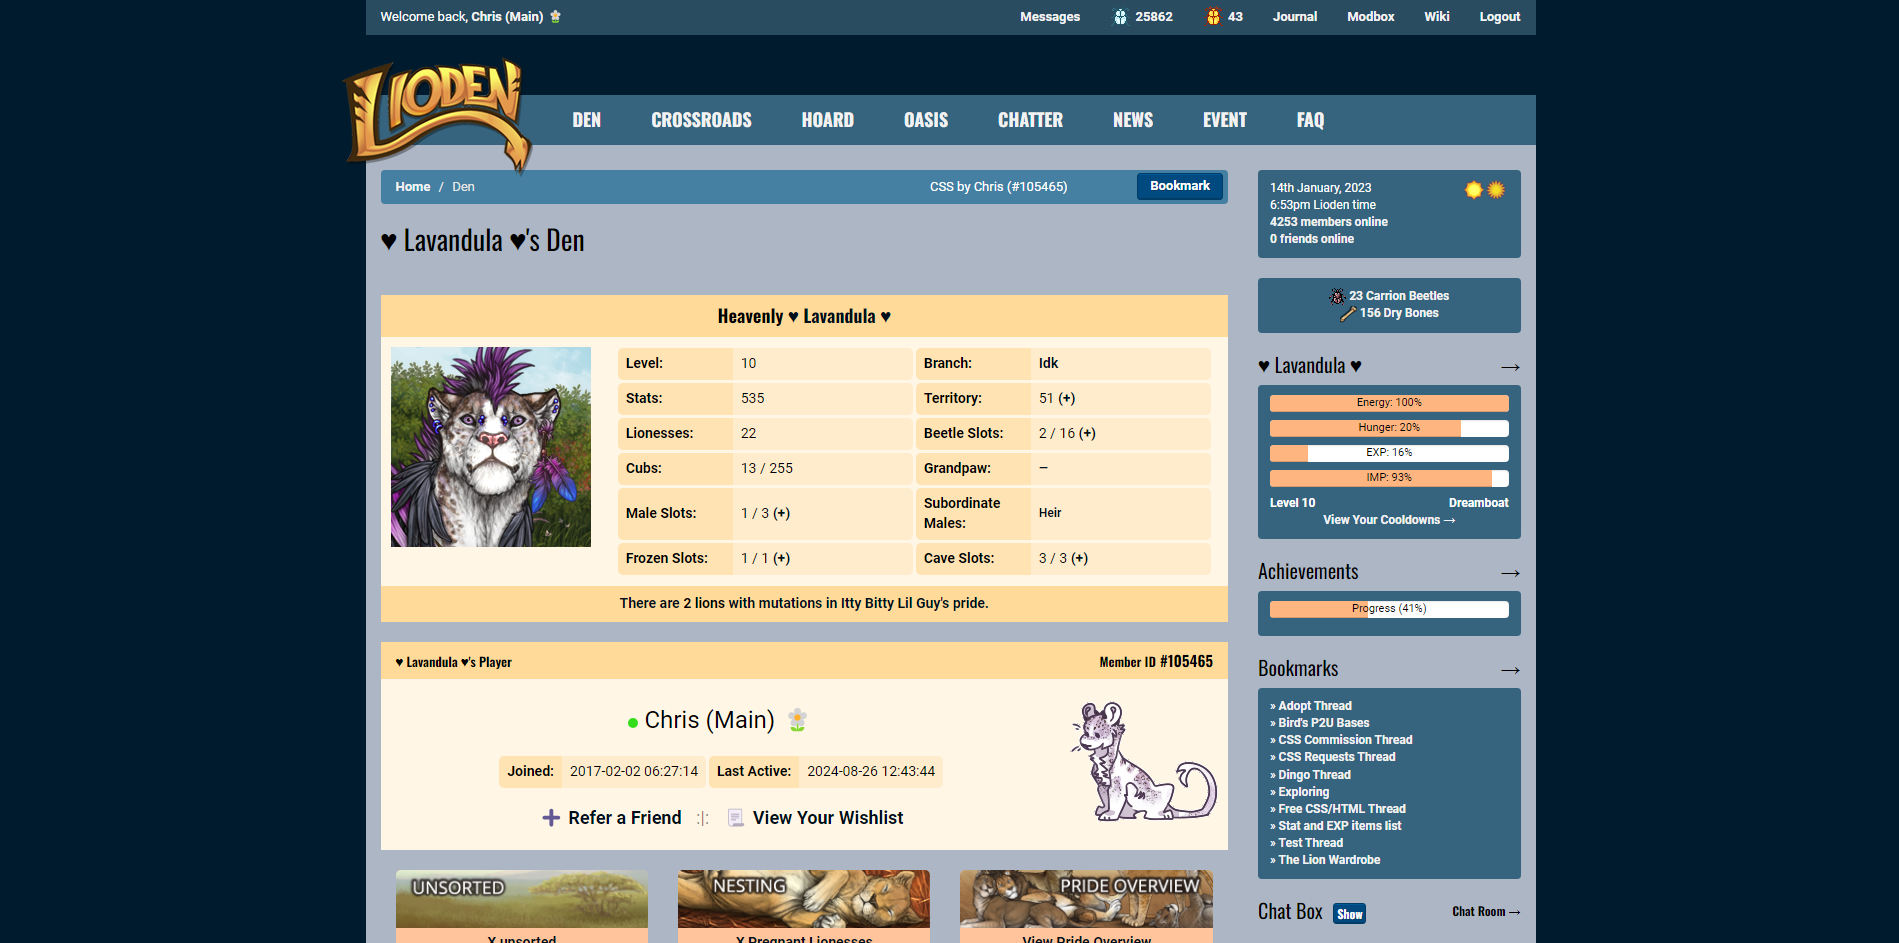 Welcome back, Chris (Main)
Messages 25862 43 Journal Modbox Wiki Logout
LIODEN
DEN CROSSROADS HOARD OASIS CHATTER NEWS EVENT FAQ
Home / Den CSS by Chris (#105465) Bookmark
♥ Lavandula ♥'s Den
Heavenly ♥ Lavandula ♥
Level: 10 Branch: Idk
Stats: 535 Territory: 51 (+)
Lionesses: 22 Beetle Slots: 2 / 16 (+)
Cubs: 13 / 255 Grandpaw: –
Male Slots: 1 / 3 (+) Subordinate Males: Heir
Frozen Slots: 1 / 1 (+) Cave Slots: 3 / 3 (+)
There are 2 lions with mutations in Itty Bitty Lil Guy's pride.
♥ Lavandula ♥'s Player Member ID #105465
Chris (Main)
Joined: 2017-02-02 06:27:14 Last Active: 2024-08-26 12:43:44
Refer a Friend :|: View Your Wishlist
UNSORTED NESTING PRIDE OVERVIEW
X unsorted X Pregnant Lionesses View Pride Overview
14th January, 2023
6:53pm Lioden time
4253 members online
0 friends online
23 Carrion Beetles
156 Dry Bones
♥ Lavandula ♥ →
Energy: 100%
Hunger: 20%
EXP: 16%
IMP: 93%
Level 10 Dreamboat
View Your Cooldowns →
Achievements →
Progress (41%)
Bookmarks →
» Adopt Thread
» Bird's P2U Bases
» CSS Commission Thread
» CSS Requests Thread
» Dingo Thread
» Exploring
» Free CSS/HTML Thread
» Stat and EXP items list
» Test Thread
» The Lion Wardrobe
Chat Box Show Chat Room →